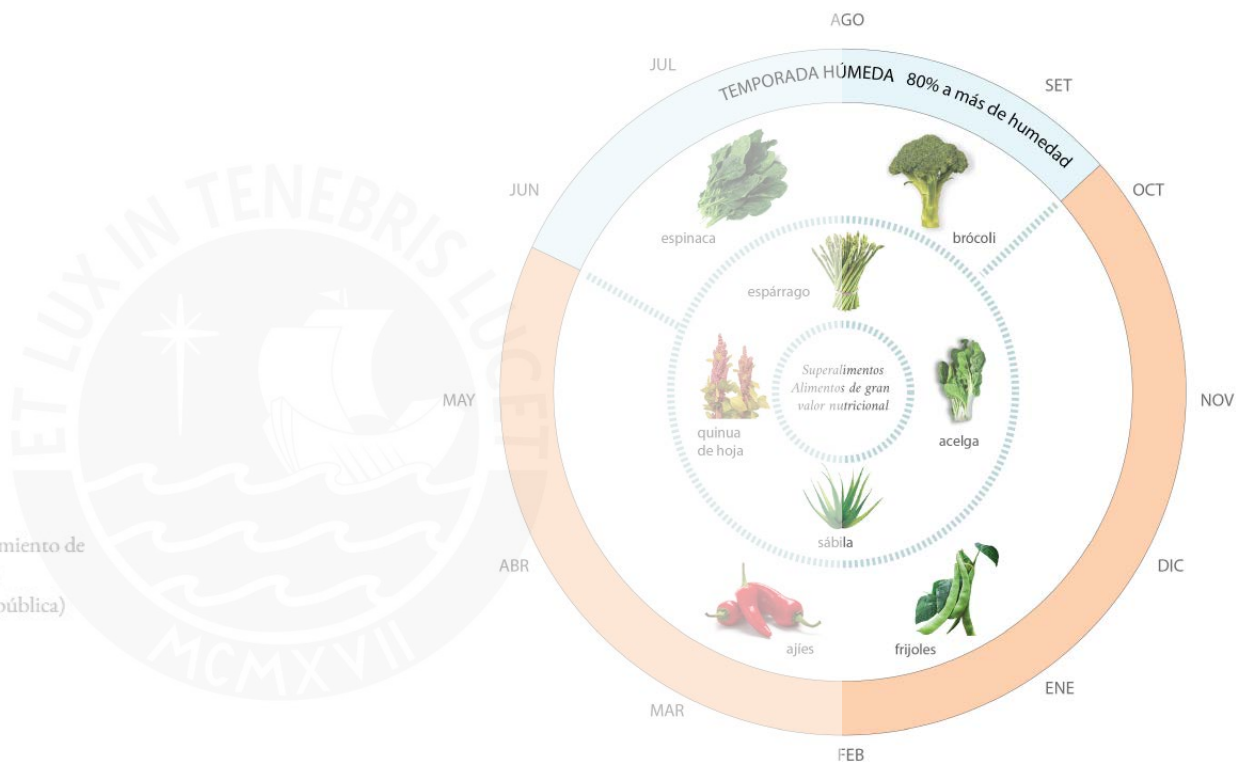 AGO
JUL
SET
TEMPORADA HÚMEDA 80% a más de humedad
JUN
OCT
ET LUX IN TENEBRIS LUCET
espinaca
brócoli
espárrago
Superalimentos
Alimentos de gran
valor nutricional
MAY
NOV
quinua
de hoja
acelga
sábila
miento de
ABR
DIC
pública)
ajíes
frijoles
MCMXVII
ENE
MAR
FEB